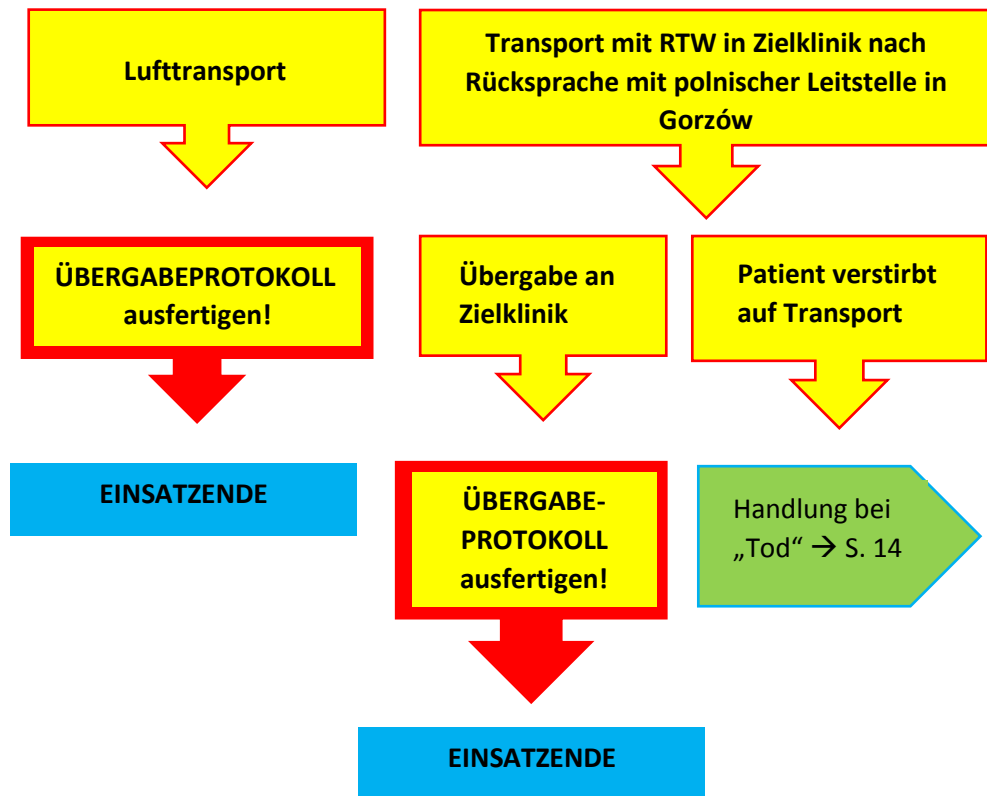 Lufttransport
Transport mit RTW in Zielklinik nach
Rücksprache mit polnischer Leitstelle in
Gorzów
ÜBERGABEPROTOKOLL
ausfertigen!
Übergabe an
Zielklinik
Patient verstirbt
auf Transport
EINSATZENDE
ÜBERGABE-
PROTOKOLL
ausfertigen!
Handlung bei
„Tod“ → S. 14
EINSATZENDE